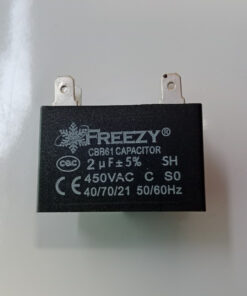 FREEZY®
CBB61 CAPACITOR
CQC 2 µF ± 5% SH
CE 450VAC C S0
40/70/21 50/60Hz